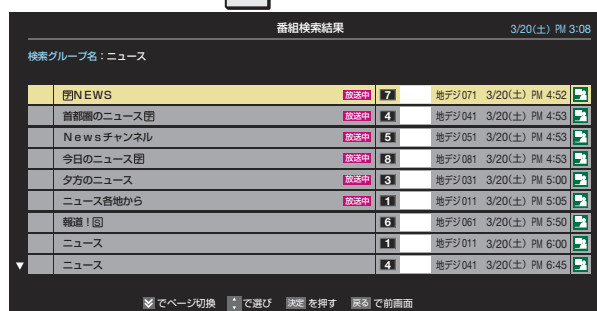 番組検索結果 3/20(土) PM 3:08
検索グループ名:ニュース
字NEWS 放送中 7 地デジ071 3/20(土) PM 4:52
首都圏のニュース字 放送中 4 地デジ041 3/20(土) PM 4:53
Newsチャンネル 放送中 5 地デジ051 3/20(土) PM 4:53
今日のニュース字 放送中 8 地デジ081 3/20(土) PM 4:53
夕方のニュース 放送中 3 地デジ031 3/20(土) PM 5:00
ニュース各地から 放送中 1 地デジ011 3/20(土) PM 5:05
報道!S 6 地デジ061 3/20(土) PM 5:50
ニュース 1 地デジ011 3/20(土) PM 6:00
▼ ニュース 4 地デジ041 3/20(土) PM 6:45
でページ切換 で選び 決定 を押す 戻る で前画面